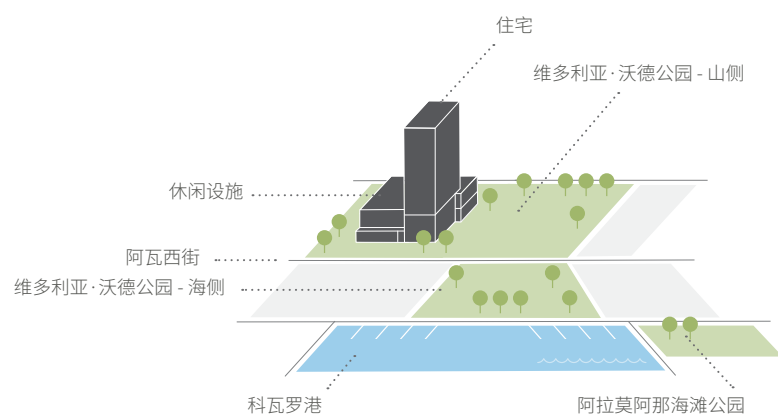 住宅
维多利亚·沃德公园 - 山侧
休闲设施
阿瓦西街
维多利亚·沃德公园 - 海侧
科瓦罗港
阿拉莫阿那海滩公园